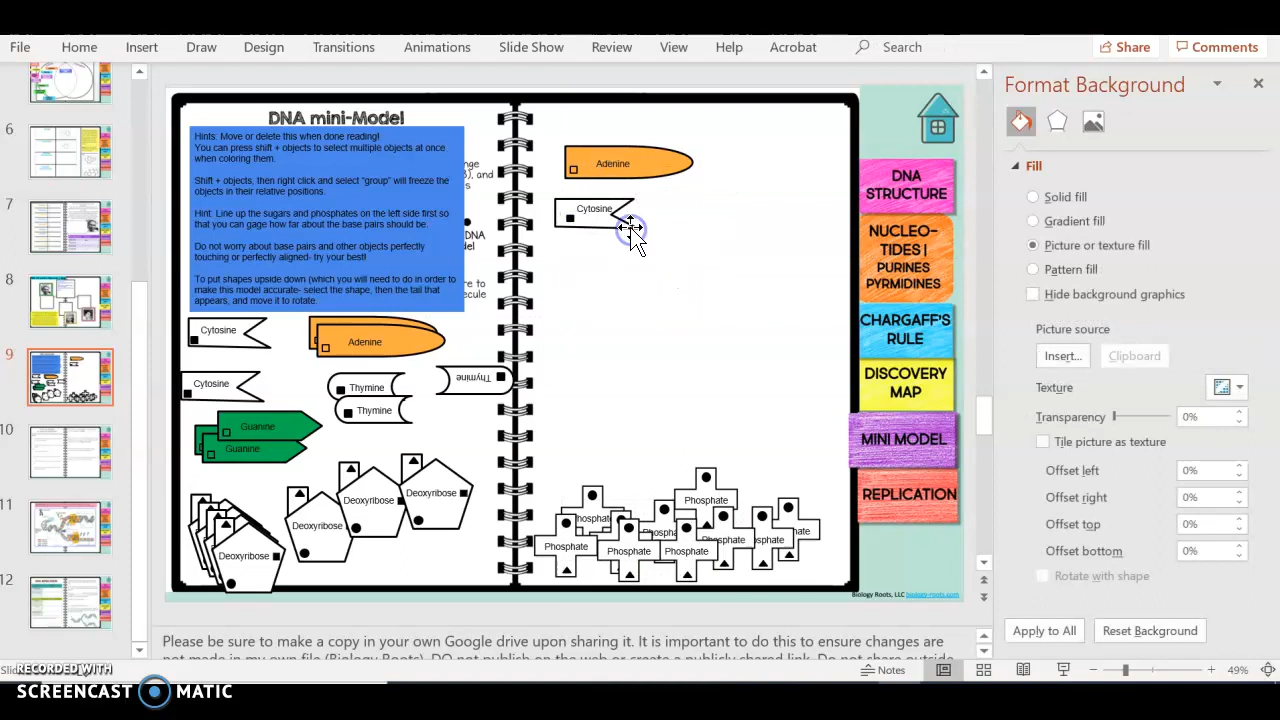 File Home Insert Draw Design Transitions Animations Slide Show Review View Help Acrobat Search Share Comments
6
7
8
9
10
11
12
DNA mini-Model
Hints: Move or delete this when done reading!
You can press shift + objects to select multiple objects at once
when coloring them.
Shift + objects, then right click and select "group" will freeze the
objects in their relative positions.
Hint: Line up the sugars and phosphates on the left side first so
that you can gage how far about the base pairs should be.
Do not worry about base pairs and other objects perfectly
touching or perfectly aligned- try your best!
To put shapes upside down (which you will need to do in order to
make this model accurate- select the shape, then the tail that
appears, and move it to rotate.
Cytosine
Adenine
Cytosine
Thymine
Thymine
Thymine
Guanine
Guanine
Deoxyribose
Deoxyribose
Deoxyribose
Deoxyribose
Adenine
Cytosine
Phosphate
Phosphate
Phosphate
Phosphate
DNA
STRUCTURE
NUCLEO-
TIDES |
PURINES
PYRMIDINES
CHARGAFF'S
RULE
DISCOVERY
MAP
MINI MODEL
REPLICATION
Biology Roots, LLC biology-roots.com
Please be sure to make a copy in your own Google drive upon sharing it. It is important to do this to ensure changes are
Format Background
Fill
Solid fill
Gradient fill
Picture or texture fill
Pattern fill
Hide background graphics
Picture source
Insert... Clipboard
Texture
Transparency 0%
Tile picture as texture
Offset left 0%
Offset right 0%
Offset top 0%
Offset bottom 0%
Rotate with shape
Apply to All Reset Background
Notes 49%
RECORDED WITH
SCREENCAST MATIC